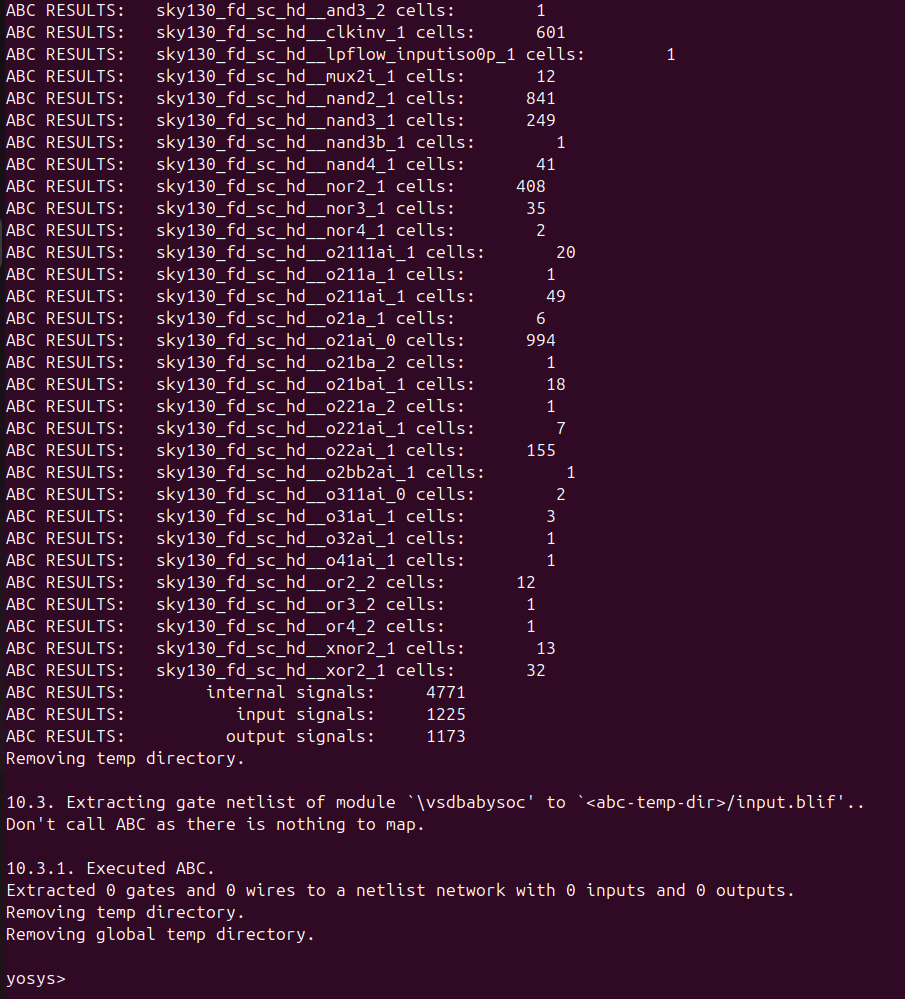 ABC RESULTS:   sky130_fd_sc_hd__and3_2 cells:        1
ABC RESULTS:   sky130_fd_sc_hd__clkinv_1 cells:      601
ABC RESULTS:   sky130_fd_sc_hd__lpflow_inputiso0p_1 cells:        1
ABC RESULTS:   sky130_fd_sc_hd__mux2i_1 cells:       12
ABC RESULTS:   sky130_fd_sc_hd__nand2_1 cells:      841
ABC RESULTS:   sky130_fd_sc_hd__nand3_1 cells:      249
ABC RESULTS:   sky130_fd_sc_hd__nand3b_1 cells:        1
ABC RESULTS:   sky130_fd_sc_hd__nand4_1 cells:       41
ABC RESULTS:   sky130_fd_sc_hd__nor2_1 cells:      408
ABC RESULTS:   sky130_fd_sc_hd__nor3_1 cells:       35
ABC RESULTS:   sky130_fd_sc_hd__nor4_1 cells:        2
ABC RESULTS:   sky130_fd_sc_hd__o2111ai_1 cells:       20
ABC RESULTS:   sky130_fd_sc_hd__o211a_1 cells:        1
ABC RESULTS:   sky130_fd_sc_hd__o211ai_1 cells:       49
ABC RESULTS:   sky130_fd_sc_hd__o21a_1 cells:        6
ABC RESULTS:   sky130_fd_sc_hd__o21ai_0 cells:      994
ABC RESULTS:   sky130_fd_sc_hd__o21ba_2 cells:        1
ABC RESULTS:   sky130_fd_sc_hd__o21bai_1 cells:       18
ABC RESULTS:   sky130_fd_sc_hd__o221a_2 cells:        1
ABC RESULTS:   sky130_fd_sc_hd__o221ai_1 cells:        7
ABC RESULTS:   sky130_fd_sc_hd__o22ai_1 cells:      155
ABC RESULTS:   sky130_fd_sc_hd__o2bb2ai_1 cells:        1
ABC RESULTS:   sky130_fd_sc_hd__o311ai_0 cells:        2
ABC RESULTS:   sky130_fd_sc_hd__o31ai_1 cells:        3
ABC RESULTS:   sky130_fd_sc_hd__o32ai_1 cells:        1
ABC RESULTS:   sky130_fd_sc_hd__o41ai_1 cells:        1
ABC RESULTS:   sky130_fd_sc_hd__or2_2 cells:       12
ABC RESULTS:   sky130_fd_sc_hd__or3_2 cells:        1
ABC RESULTS:   sky130_fd_sc_hd__or4_2 cells:        1
ABC RESULTS:   sky130_fd_sc_hd__xnor2_1 cells:       13
ABC RESULTS:   sky130_fd_sc_hd__xor2_1 cells:       32
ABC RESULTS:        internal signals:     4771
ABC RESULTS:           input signals:     1225
ABC RESULTS:          output signals:     1173
Removing temp directory.

10.3. Extracting gate netlist of module `\vsdbabysoc' to `<abc-temp-dir>/input.blif'..
Don't call ABC as there is nothing to map.

10.3.1. Executed ABC.
Extracted 0 gates and 0 wires to a netlist network with 0 inputs and 0 outputs.
Removing temp directory.
Removing global temp directory.

yosys>